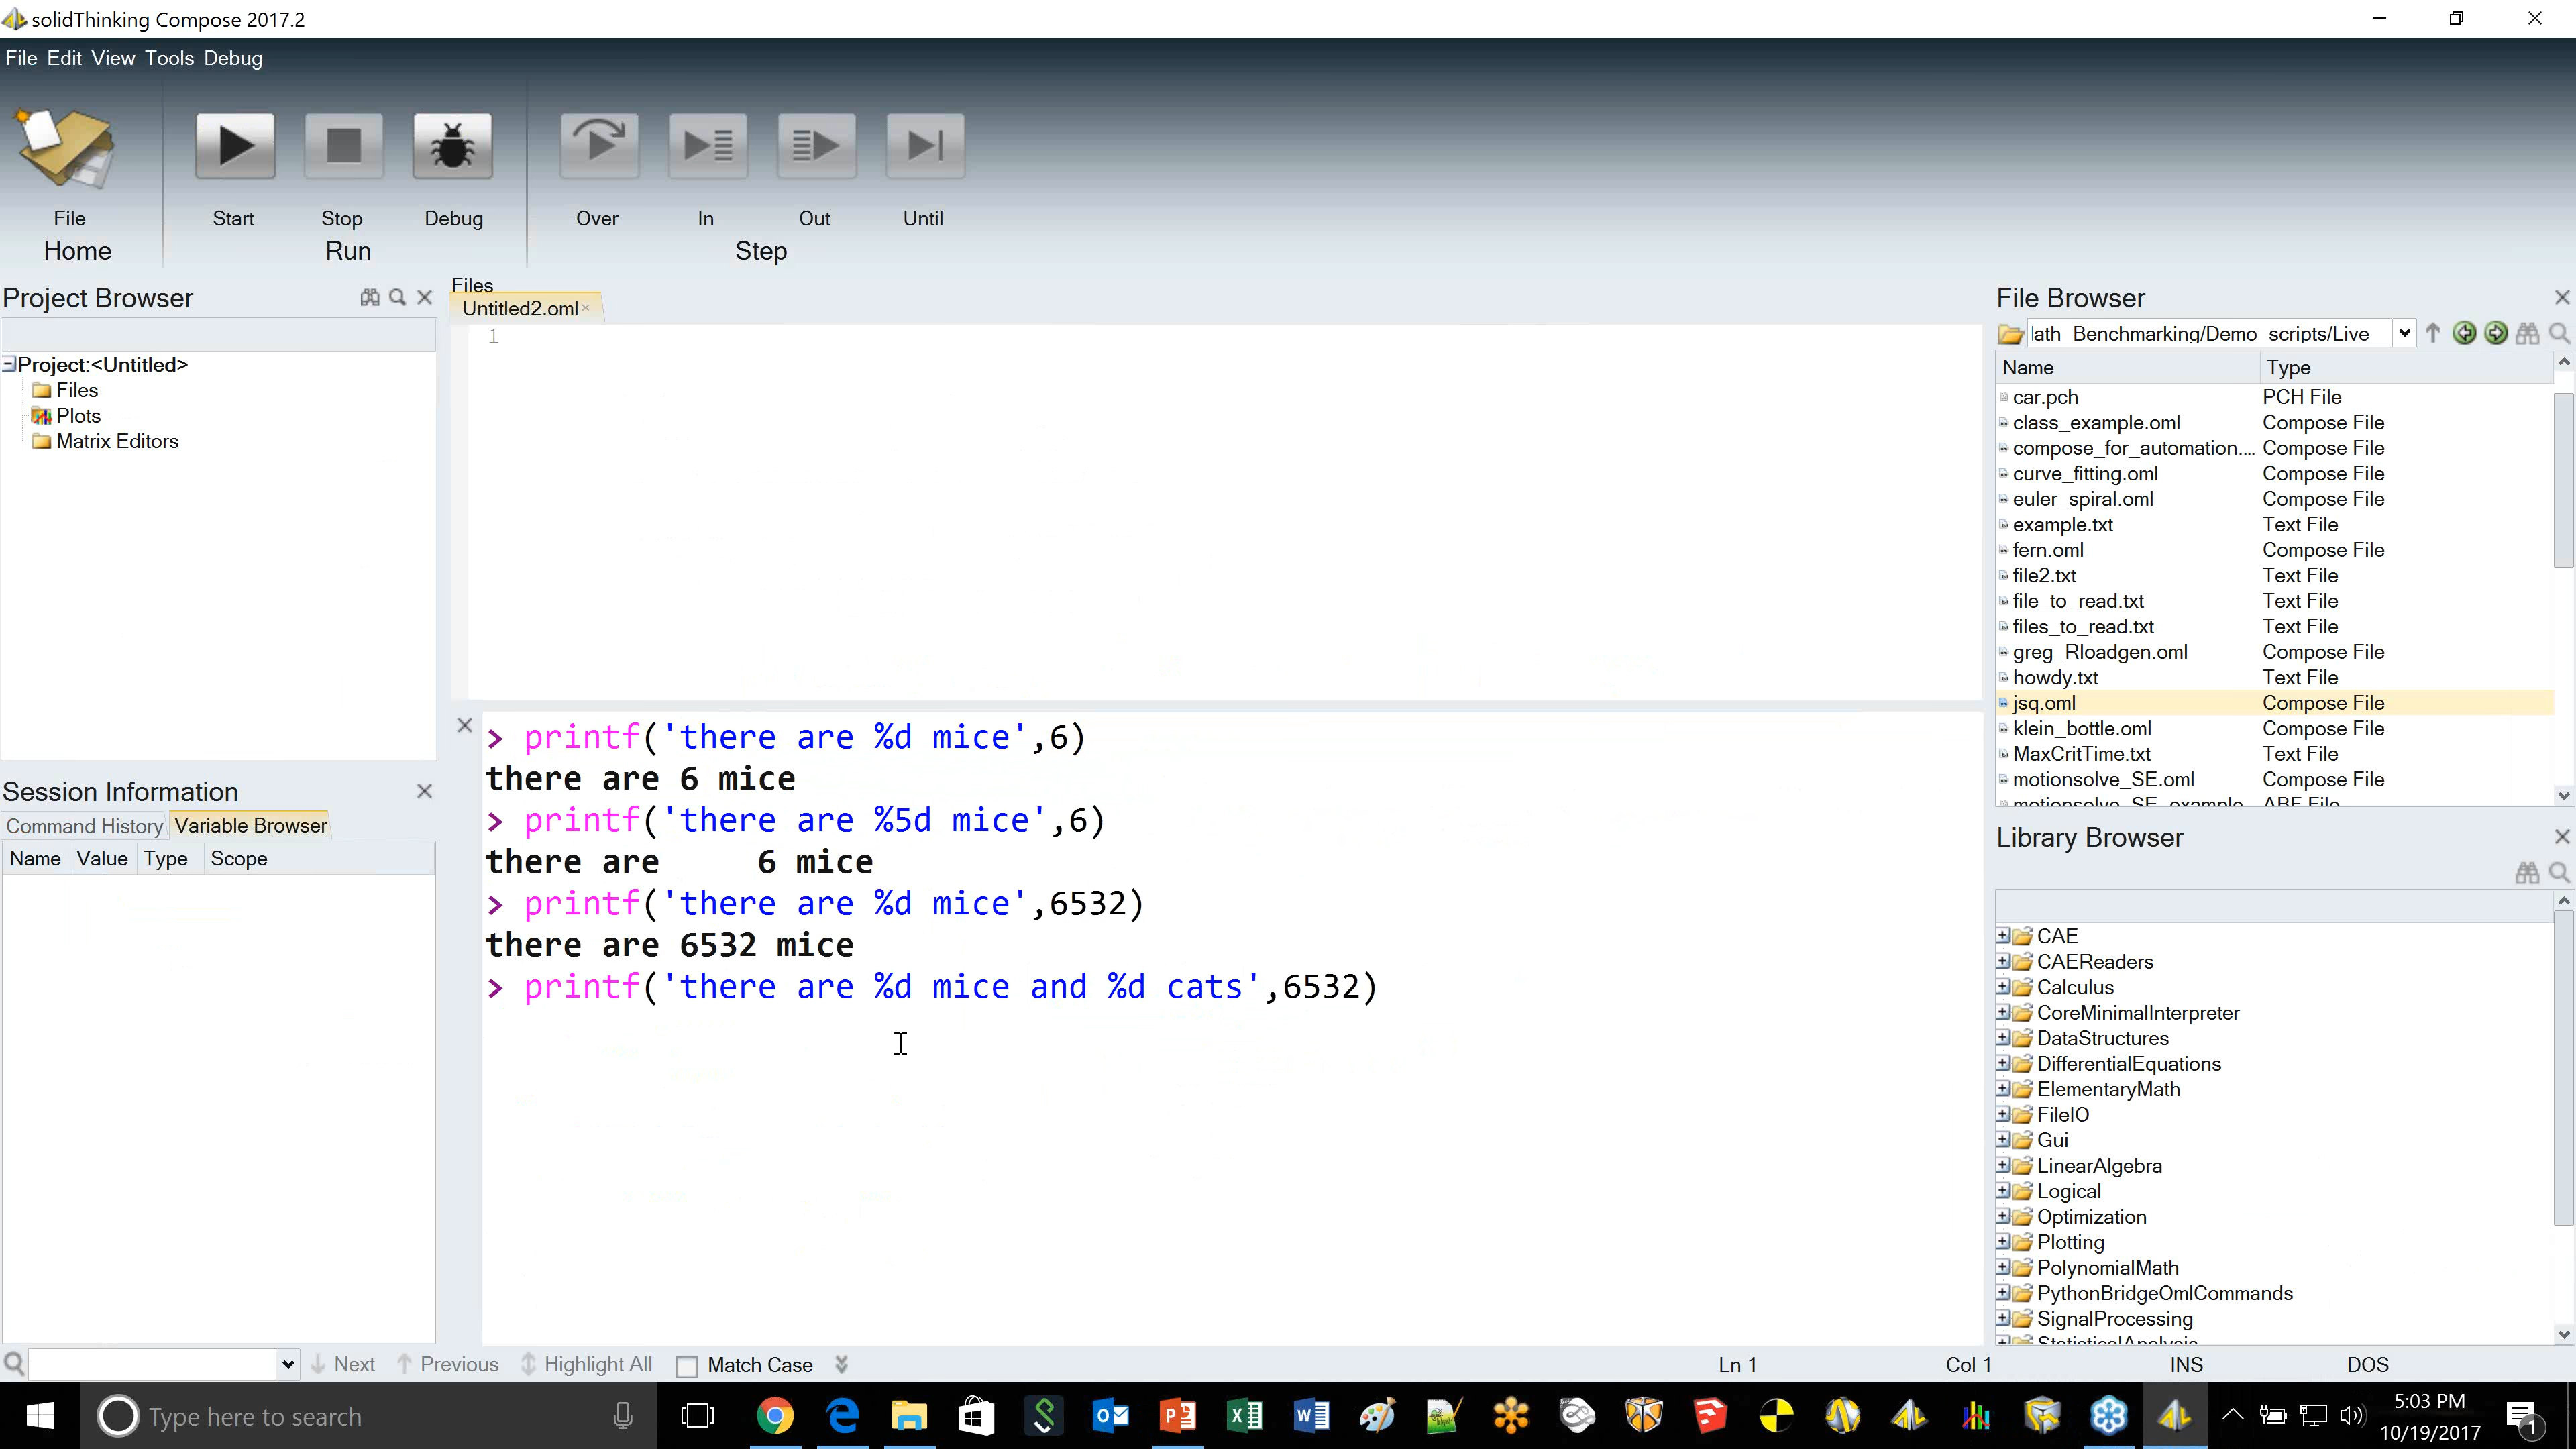 solidThinking Compose 2017.2
File Edit View Tools Debug
File
Start
Stop
Debug
Over
In
Out
Until
Home
Run
Step
Project Browser
Project:<Untitled>
Files
Plots
Matrix Editors
Session Information
Command History
Variable Browser
Name Value Type Scope
Files
Untitled2.oml
1
> printf('there are %d mice',6)
there are 6 mice
> printf('there are %5d mice',6)
there are     6 mice
> printf('there are %d mice',6532)
there are 6532 mice
> printf('there are %d mice and %d cats',6532)
File Browser
ath_Benchmarking/Demo_scripts/Live
Name Type
car.pch PCH File
class_example.oml Compose File
compose_for_automation.... Compose File
curve_fitting.oml Compose File
euler_spiral.oml Compose File
example.txt Text File
fern.oml Compose File
file2.txt Text File
file_to_read.txt Text File
files_to_read.txt Text File
greg_Rloadgen.oml Compose File
howdy.txt Text File
jsq.oml Compose File
klein_bottle.oml Compose File
MaxCritTime.txt Text File
motionsolve_SE.oml Compose File
motionsolve_SE_example ABF File
Library Browser
CAE
CAEReaders
Calculus
CoreMinimalInterpreter
DataStructures
DifferentialEquations
ElementaryMath
FileIO
Gui
LinearAlgebra
Logical
Optimization
Plotting
PolynomialMath
PythonBridgeOmlCommands
SignalProcessing
StatisticalAnalysis
Next
Previous
Highlight All
Match Case
Ln 1
Col 1
INS
DOS
Type here to search
5:03 PM
10/19/2017
1